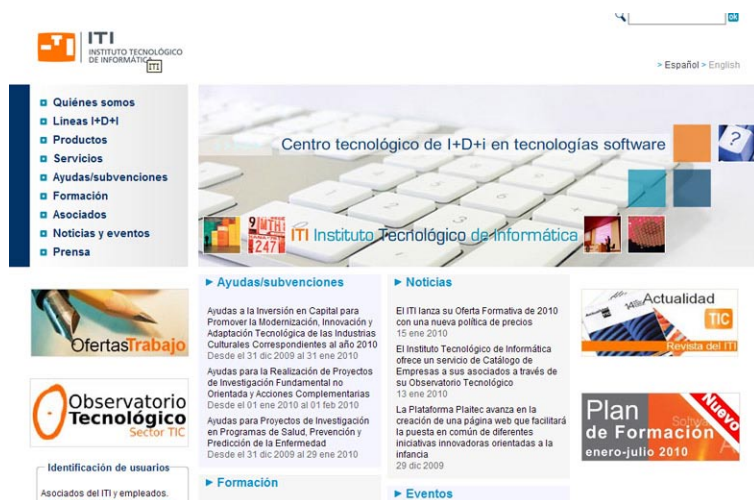 ok
ITI
INSTITUTO TECNOLÓGICO
DE INFORMÁTICA
ITI
> Español > English
Quiénes somos
Líneas I+D+I
Productos
Servicios
Ayudas/subvenciones
Formación
Asociados
Noticias y eventos
Prensa
Centro tecnológico de I+D+i en tecnologías software
?
247
ITI Instituto Tecnológico de Informática
OfertasTrabajo
Observatorio
Tecnológico
Sector TIC
Identificación de usuarios
Asociados del ITI y empleados.
Ayudas/subvenciones
Ayudas a la Inversión en Capital para
Promover la Modernización, Innovación y
Adaptación Tecnológica de las Industrias
Culturales Correspondientes al año 2010
Desde el 31 dic 2009 al 31 ene 2010
Ayudas para la Realización de Proyectos
de Investigación Fundamental no
Orientada y Acciones Complementarias
Desde el 01 ene 2010 al 01 feb 2010
Ayudas para Proyectos de Investigación
en Programas de Salud, Prevención y
Predicción de la Enfermedad
Desde el 31 dic 2009 al 29 ene 2010
Formación
Noticias
El ITI lanza su Oferta Formativa de 2010
con una nueva política de precios
15 ene 2010
El Instituto Tecnológico de Informática
ofrece un servicio de Catálogo de
Empresas a sus asociados a través de
su Observatorio Tecnológico
13 ene 2010
La Plataforma Plaitec avanza en la
creación de una página web que facilitará
la puesta en común de diferentes
iniciativas innovadoras orientadas a la
infancia
29 dic 2009
Eventos
Actualidad
TIC
Revista del ITI
Plan
de Formación
enero-julio 2010
Nuevo